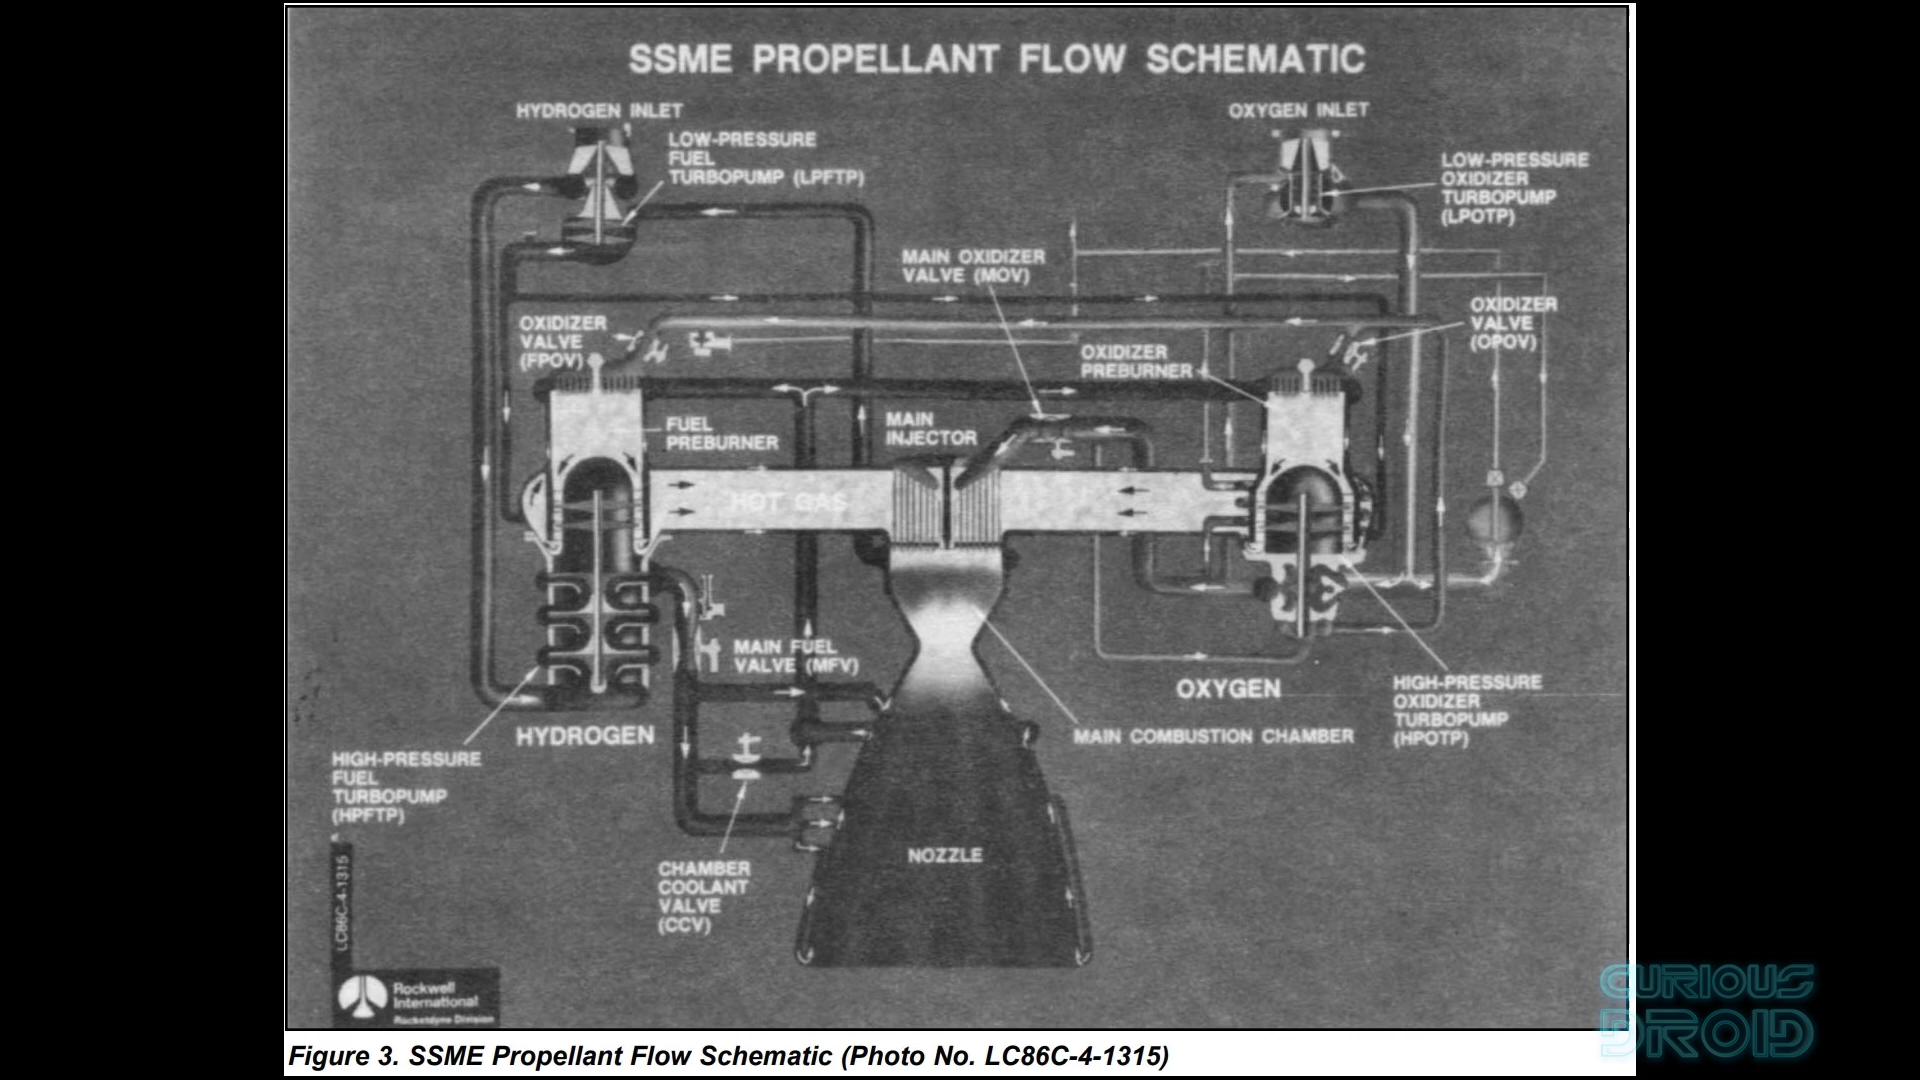 SSME PROPELLANT FLOW SCHEMATIC
HYDROGEN INLET
OXYGEN INLET
LOW-PRESSURE
FUEL
TURBOPUMP (LPFTP)
LOW-PRESSURE
OXIDIZER
TURBOPUMP
(LPOTP)
MAIN OXIDIZER
VALVE (MOV)
OXIDIZER
VALVE
(FPOV)
OXIDIZER
VALVE
(OPOV)
OXIDIZER
PREBURNER
FUEL
PREBURNER
MAIN
INJECTOR
HOT GAS
MAIN FUEL
VALVE (MFV)
OXYGEN
HIGH-PRESSURE
OXIDIZER
TURBOPUMP
(HPOTP)
HYDROGEN
MAIN COMBUSTION CHAMBER
HIGH-PRESSURE
FUEL
TURBOPUMP
(HPFTP)
NOZZLE
CHAMBER
COOLANT
VALVE
(CCV)
LC86C-4-1315
Rockwell
International
Rocketdyne Division
CURIOUS
DROID
Figure 3. SSME Propellant Flow Schematic (Photo No. LC86C-4-1315)